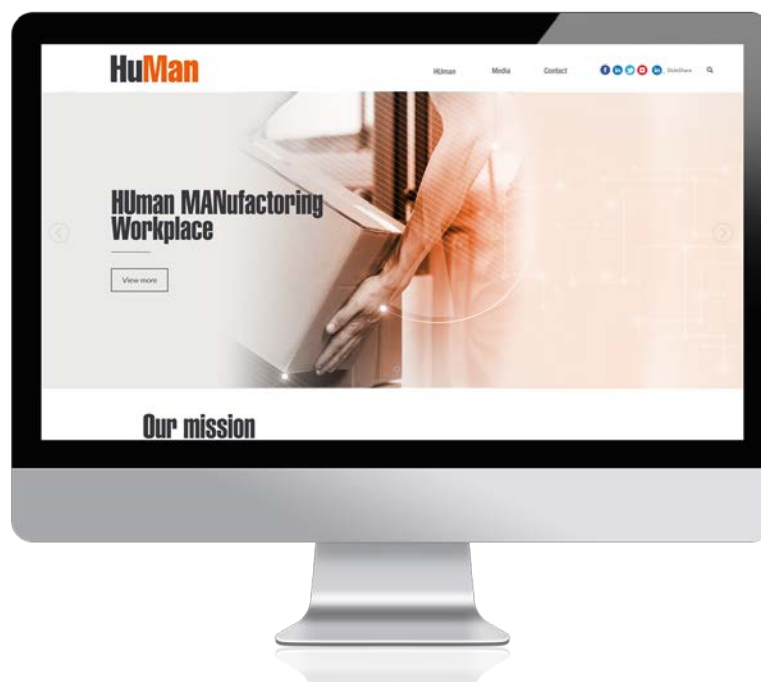 HuMan
HUman Media Contact SlideShare
HUman MANufactoring
Workplace
View more
Our mission